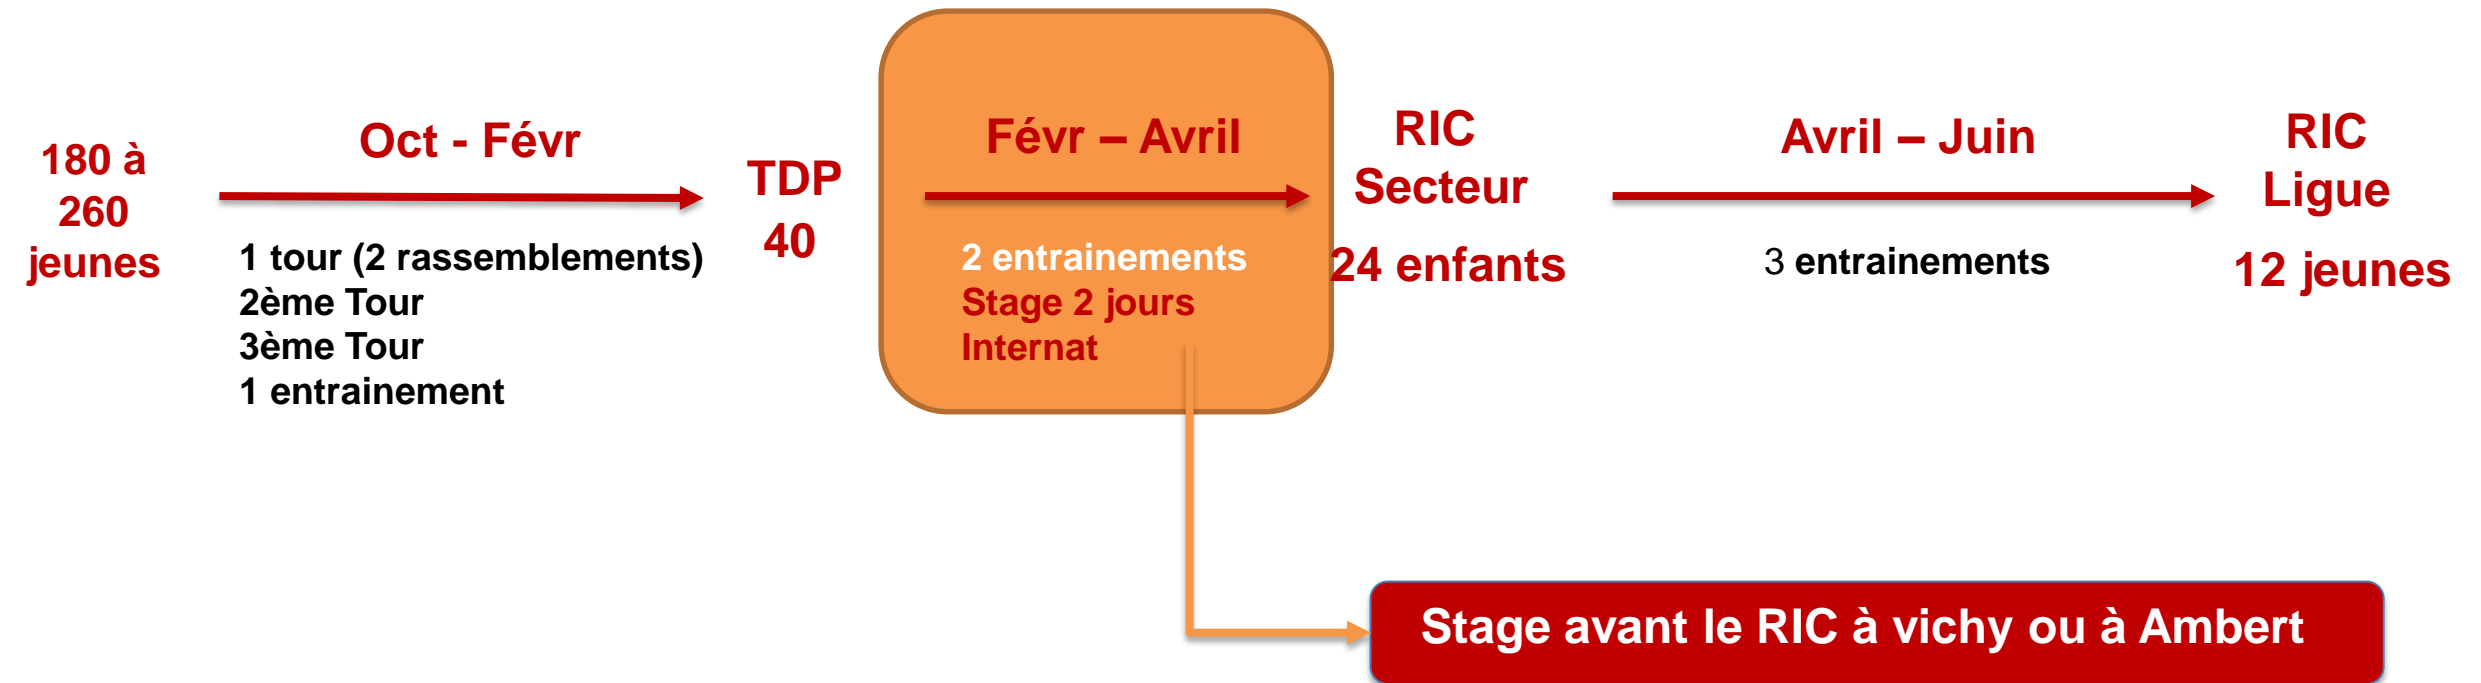 180 à
260
jeunes
Oct - Févr
1 tour (2 rassemblements)
2ème Tour
3ème Tour
1 entrainement
TDP
40
Févr – Avril
2 entrainements
Stage 2 jours
Internat
RIC
Secteur
24 enfants
Avril – Juin
3 entrainements
RIC
Ligue
12 jeunes
Stage avant le RIC à vichy ou à Ambert